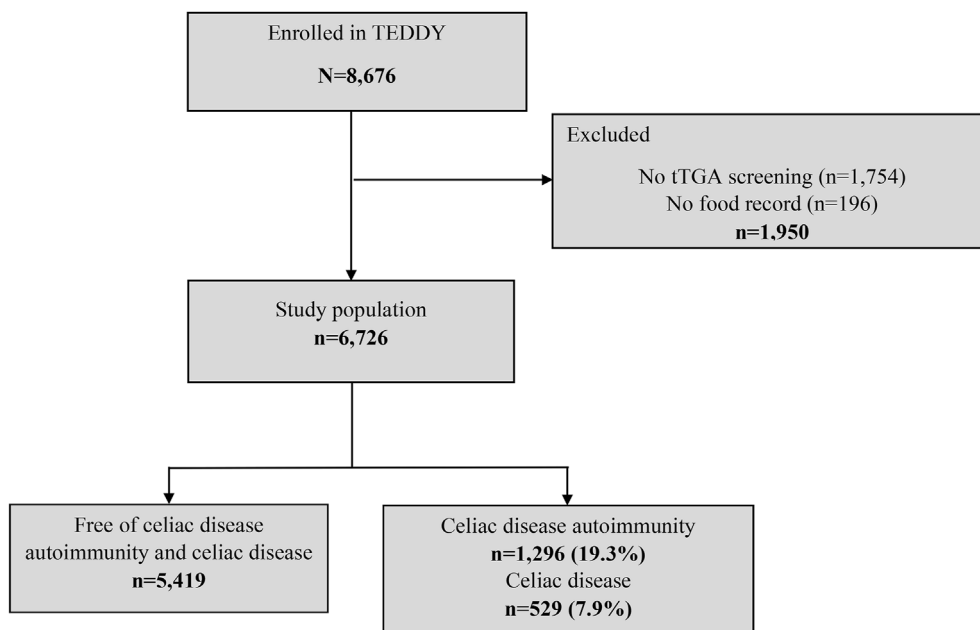 Enrolled in TEDDY
N=8,676
Excluded
No tTGA screening (n=1,754)
No food record (n=196)
n=1,950
Study population
n=6,726
Free of celiac disease
autoimmunity and celiac disease
n=5,419
Celiac disease autoimmunity
n=1,296 (19.3%)
Celiac disease
n=529 (7.9%)